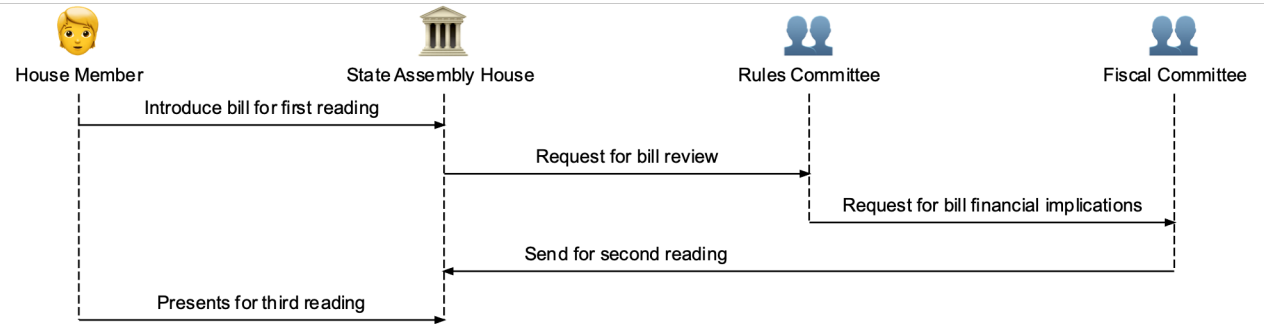 House Member
State Assembly House
Rules Committee
Fiscal Committee
Introduce bill for first reading
Request for bill review
Request for bill financial implications
Send for second reading
Presents for third reading